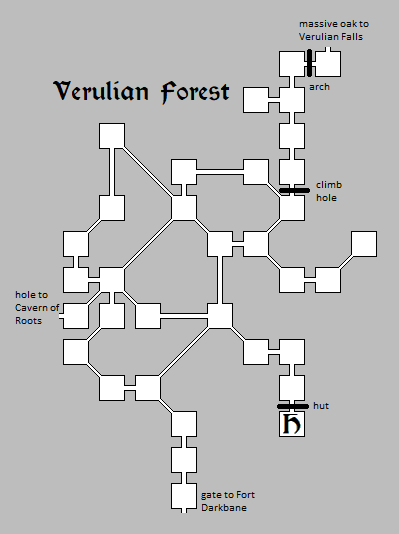 massive oak to
Verulian Falls
arch
Verulian Forest
climb
hole
hole to
Cavern of
Roots
hut
h
gate to Fort
Darkbane